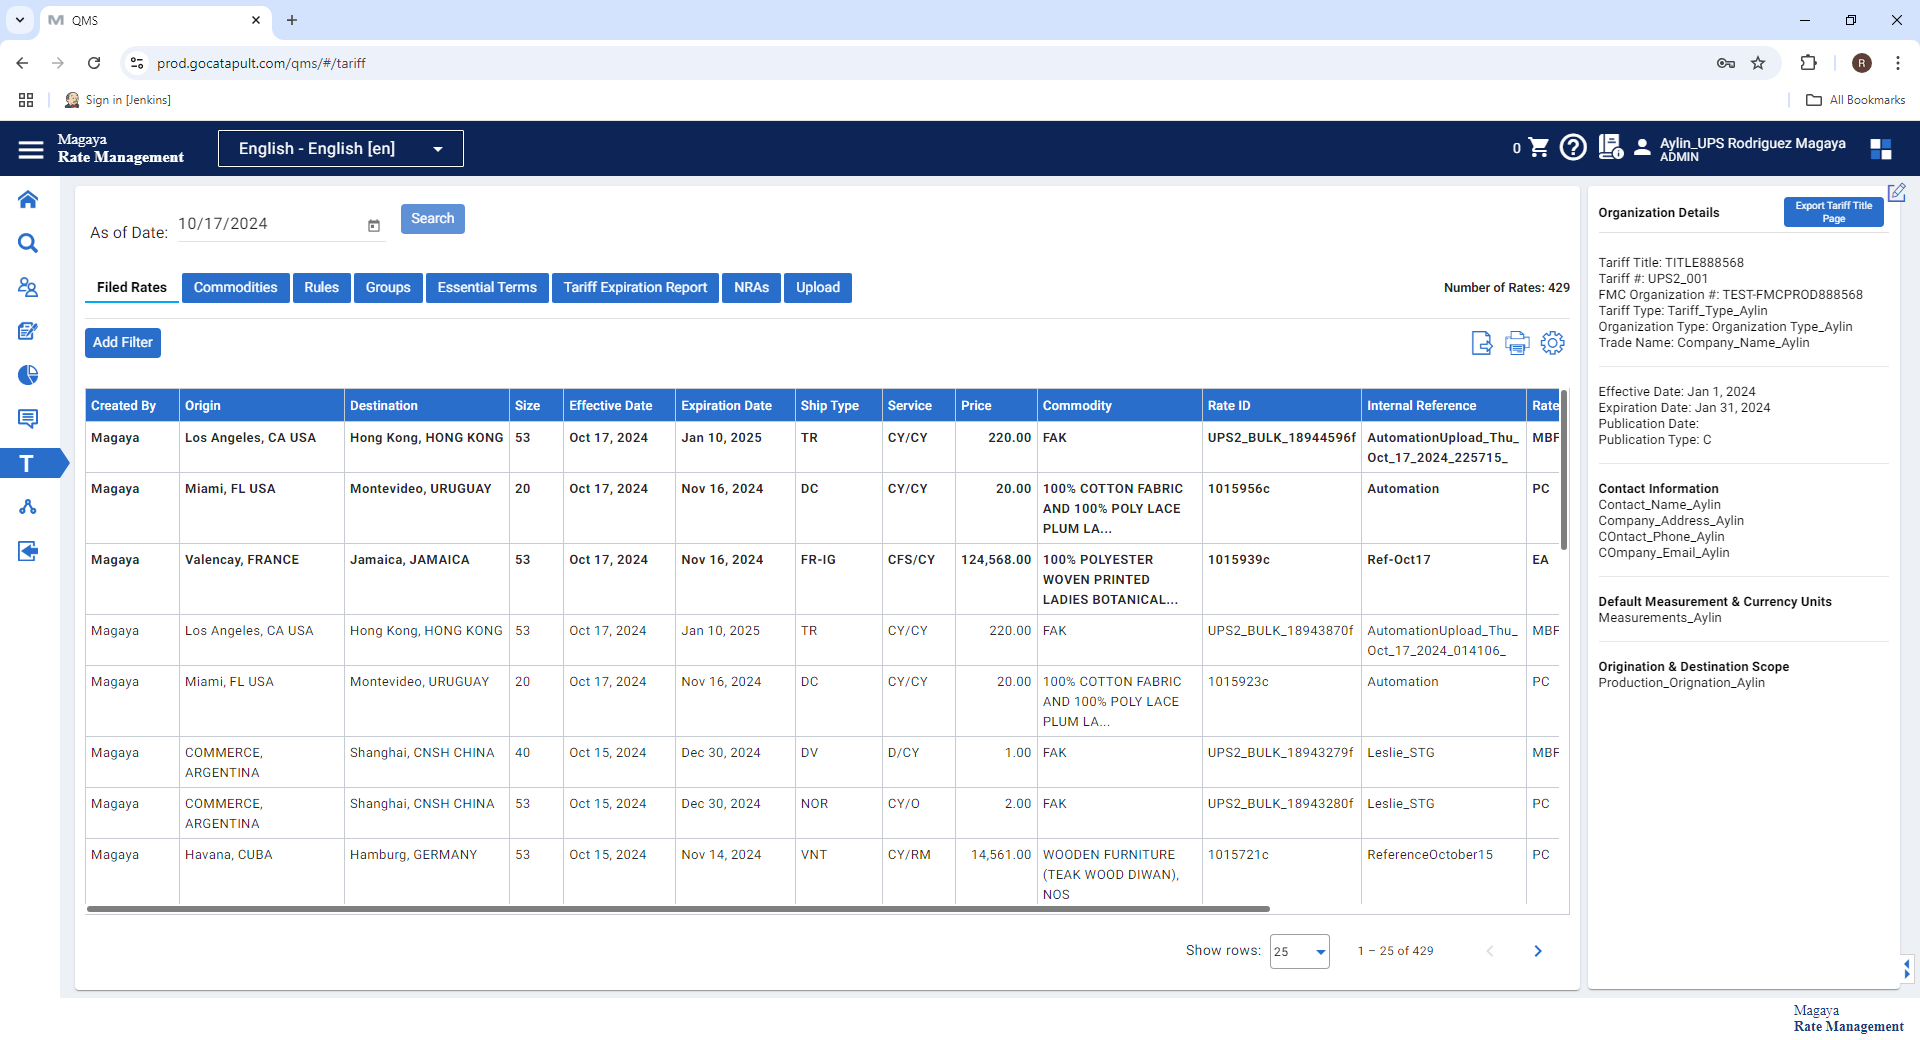 QMS
prod.gocatapult.com/qms/#/tariff
R
Sign in [Jenkins]
All Bookmarks
Magaya
Rate Management
English - English [en]
0
Aylin_UPS Rodriguez Magaya
ADMIN
As of Date: 10/17/2024 Search
Filed Rates Commodities Rules Groups Essential Terms Tariff Expiration Report NRAs Upload
Number of Rates: 429
Add Filter
Created By Origin Destination Size Effective Date Expiration Date Ship Type Service Price Commodity Rate ID Internal Reference Rate
Magaya Los Angeles, CA USA Hong Kong, HONG KONG 53 Oct 17, 2024 Jan 10, 2025 TR CY/CY 220.00 FAK UPS2_BULK_18944596f AutomationUpload_Thu_ MBF
Oct_17_2024_225715_
Magaya Miami, FL USA Montevideo, URUGUAY 20 Oct 17, 2024 Nov 16, 2024 DC CY/CY 20.00 100% COTTON FABRIC 1015956c Automation PC
AND 100% POLY LACE
PLUM LA...
Magaya Valencay, FRANCE Jamaica, JAMAICA 53 Oct 17, 2024 Nov 16, 2024 FR-IG CFS/CY 124,568.00 100% POLYESTER 1015939c Ref-Oct17 EA
WOVEN PRINTED
LADIES BOTANICAL...
Magaya Los Angeles, CA USA Hong Kong, HONG KONG 53 Oct 17, 2024 Jan 10, 2025 TR CY/CY 220.00 FAK UPS2_BULK_18943870f AutomationUpload_Thu_ MBF
Oct_17_2024_014106_
Magaya Miami, FL USA Montevideo, URUGUAY 20 Oct 17, 2024 Nov 16, 2024 DC CY/CY 20.00 100% COTTON FABRIC 1015923c Automation PC
AND 100% POLY LACE
PLUM LA...
Magaya COMMERCE, Shanghai, CNSH CHINA 40 Oct 15, 2024 Dec 30, 2024 DV D/CY 1.00 FAK UPS2_BULK_18943279f Leslie_STG MBF
ARGENTINA
Magaya COMMERCE, Shanghai, CNSH CHINA 53 Oct 15, 2024 Dec 30, 2024 NOR CY/O 2.00 FAK UPS2_BULK_18943280f Leslie_STG PC
ARGENTINA
Magaya Havana, CUBA Hamburg, GERMANY 53 Oct 15, 2024 Nov 14, 2024 VNT CY/RM 14,561.00 WOODEN FURNITURE 1015721c ReferenceOctober15 PC
(TEAK WOOD DIWAN),
NOS
Show rows: 25 1 – 25 of 429
T
Organization Details
Export Tariff Title
Page
Tariff Title: TITLE888568
Tariff #: UPS2_001
FMC Organization #: TEST-FMCPROD888568
Tariff Type: Tariff_Type_Aylin
Organization Type: Organization Type_Aylin
Trade Name: Company_Name_Aylin
Effective Date: Jan 1, 2024
Expiration Date: Jan 31, 2024
Publication Date:
Publication Type: C
Contact Information
Contact_Name_Aylin
Company_Address_Aylin
COntact_Phone_Aylin
COmpany_Email_Aylin
Default Measurement & Currency Units
Measurements_Aylin
Origination & Destination Scope
Production_Orignation_Aylin
Magaya
Rate Management